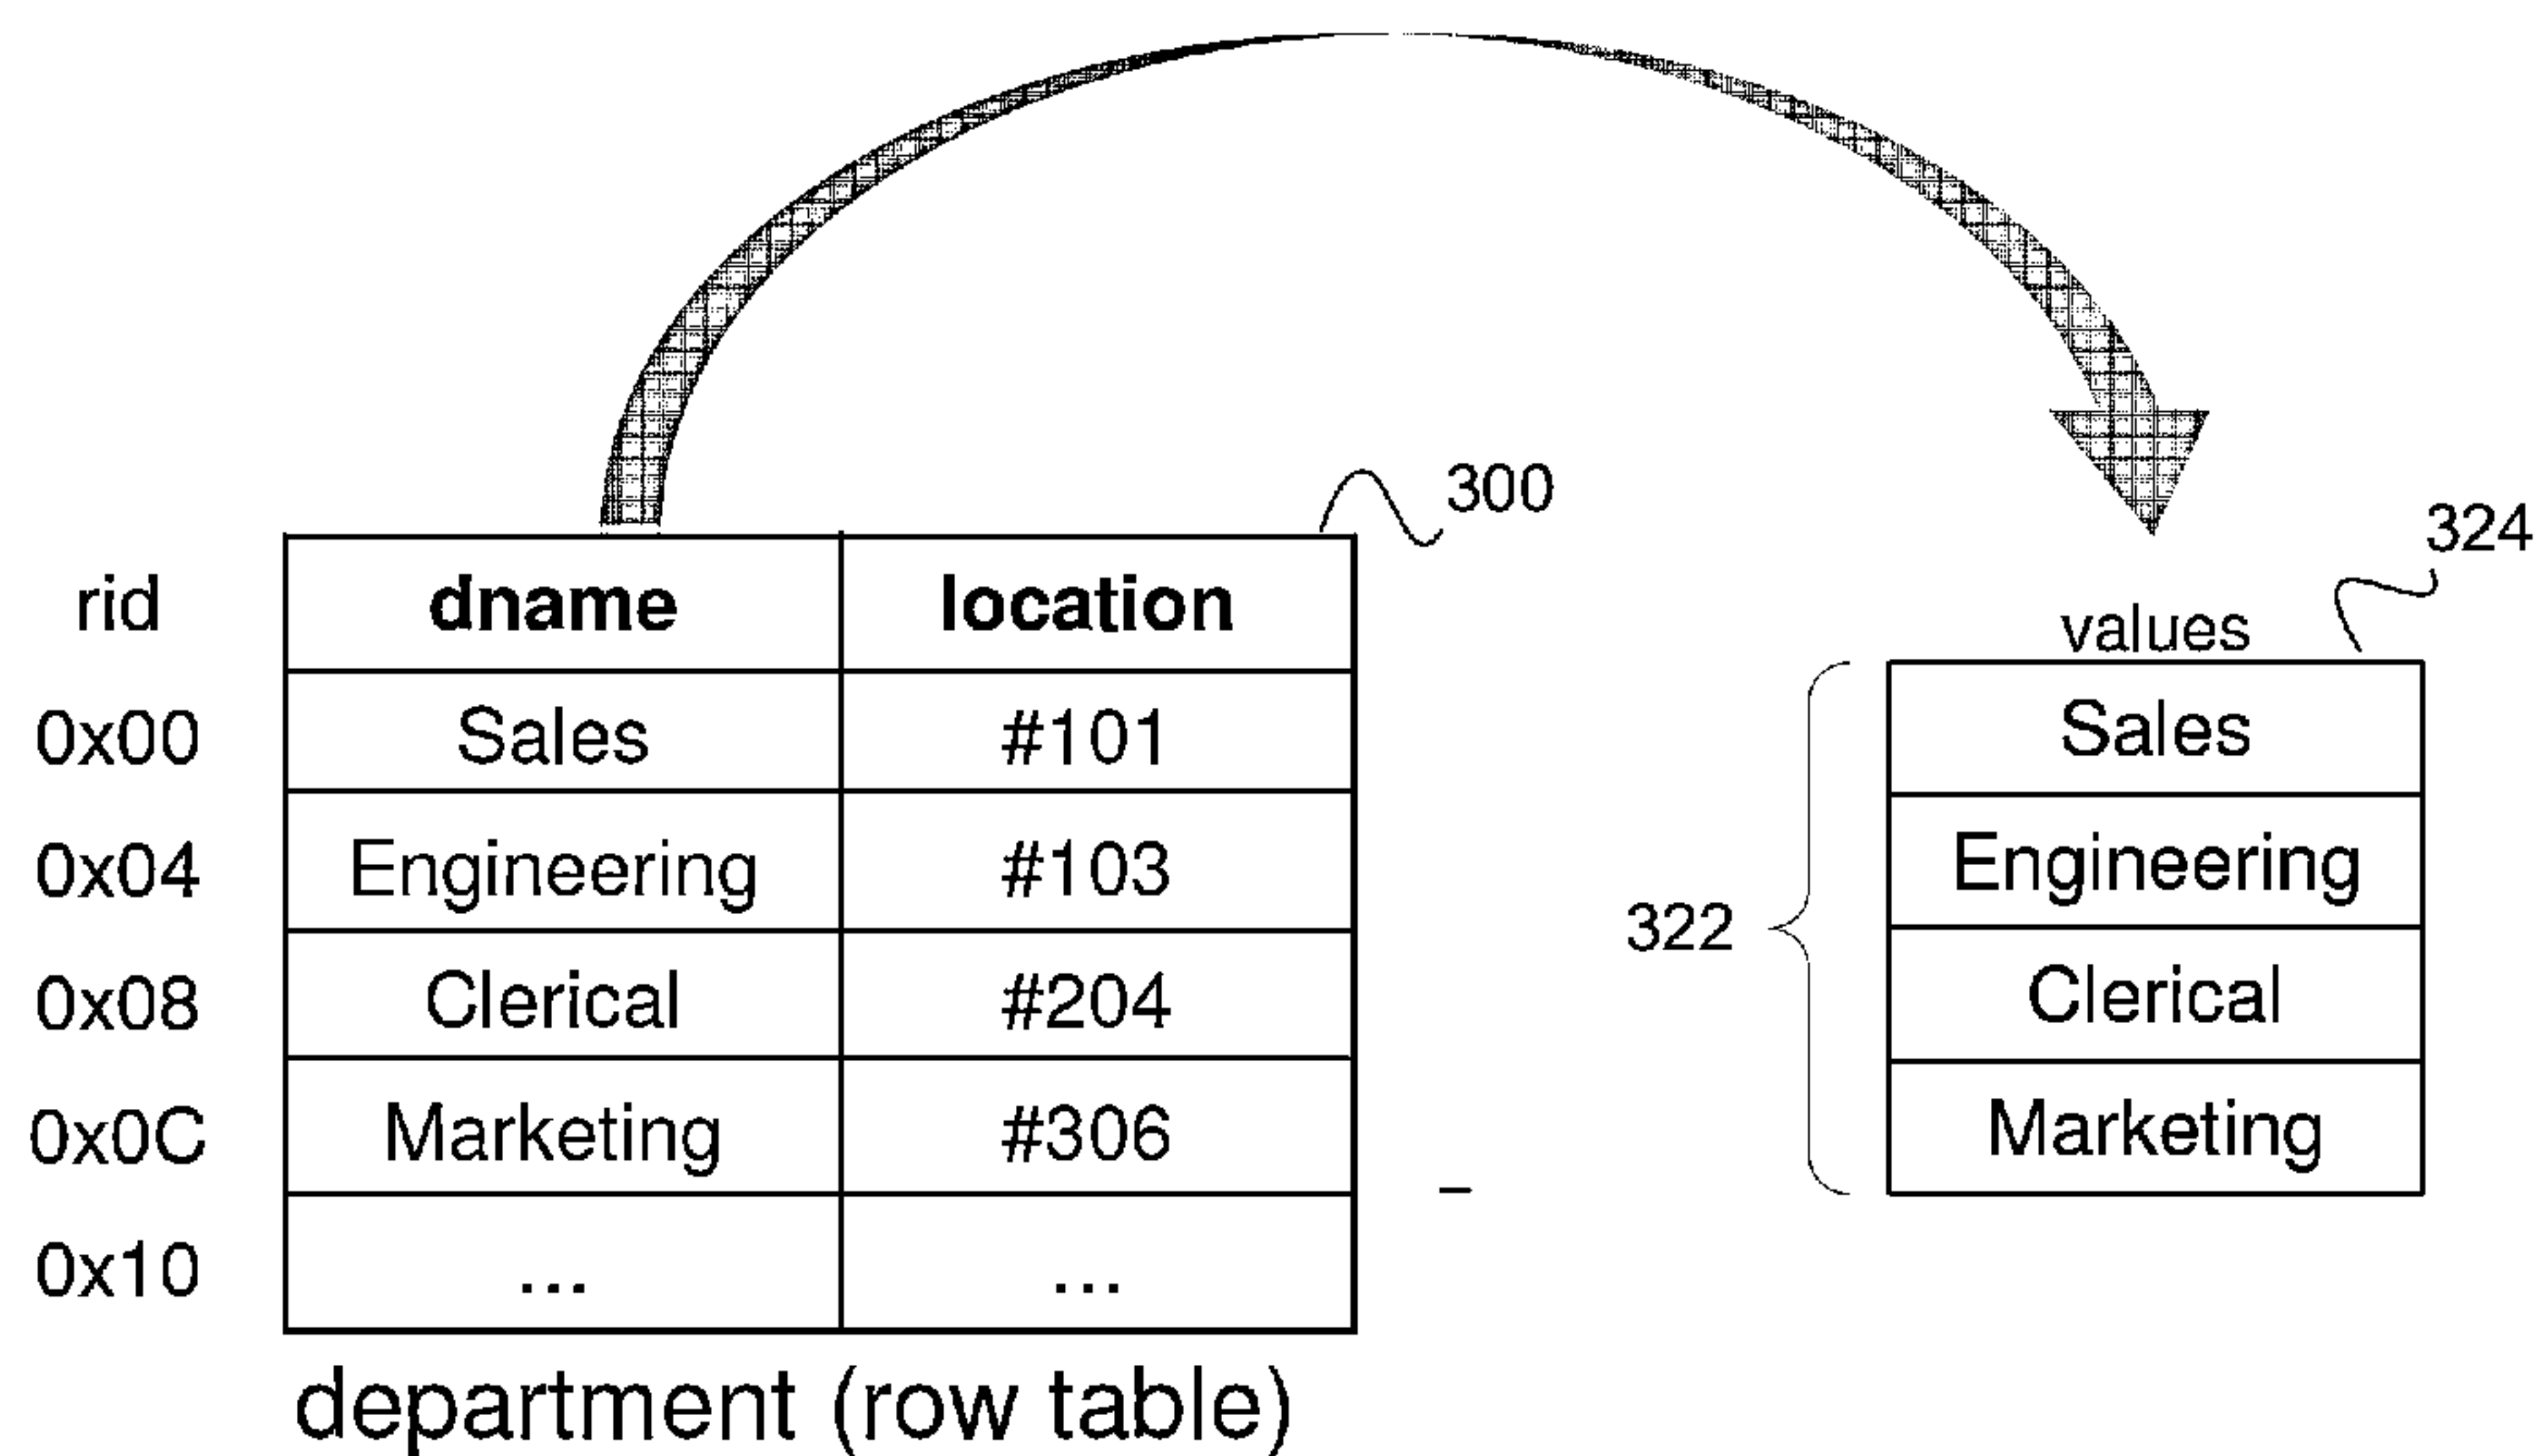 300
324
rid dname location
values
0x00 Sales #101
Sales
0x04 Engineering #103
Engineering
322
0x08 Clerical #204
Clerical
0x0C Marketing #306
Marketing
0x10 ... ...
department (row table)